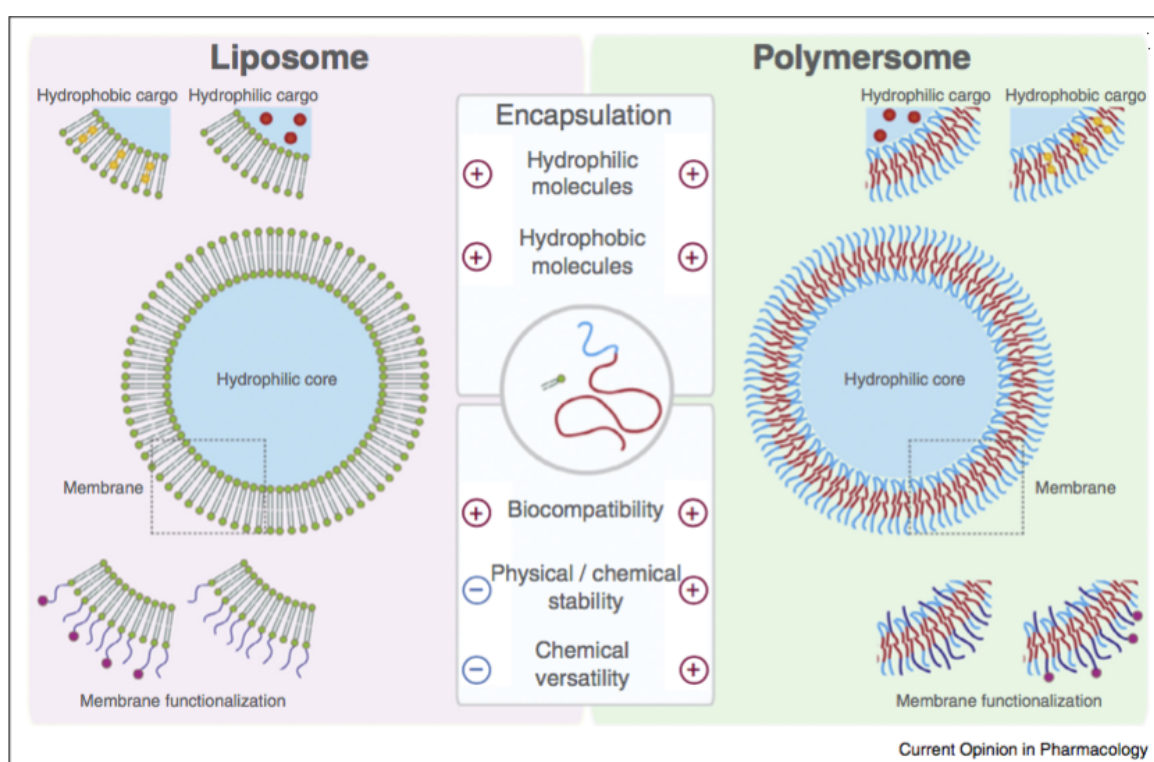 Liposome
Polymersome
Hydrophobic cargo
Hydrophilic cargo
Hydrophilic cargo
Hydrophobic cargo
Encapsulation
+
Hydrophilic
molecules
+
+
Hydrophobic
molecules
+
Hydrophilic core
Hydrophilic core
Membrane
Membrane
+
Biocompatibility
+
−
Physical / chemical
stability
+
−
Chemical
versatility
+
Membrane functionalization
Membrane functionalization
Current Opinion in Pharmacology